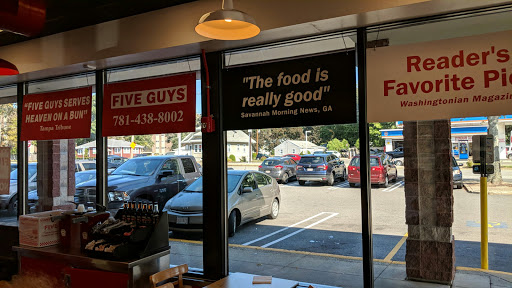 "FIVE GUYS SERVES
HEAVEN ON A BUN"
Tampa Tribune
FIVE GUYS
781-438-8002
"The food is
really good"
Savannah Morning News, GA
Reader's
Favorite Pic
Washingtonian Magazi